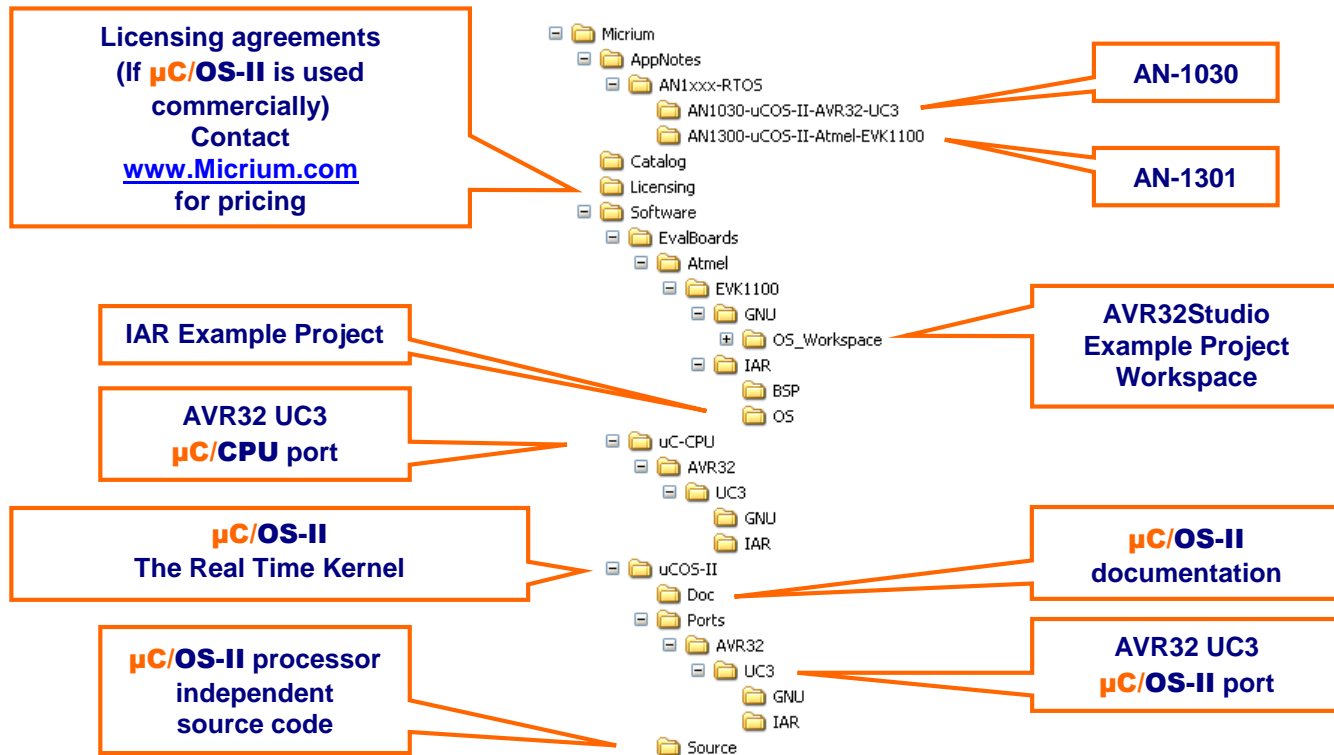 Licensing agreements
(If µC/OS-II is used
commercially)
Contact
www.Micrium.com
for pricing
IAR Example Project
AVR32 UC3
µC/CPU port
µC/OS-II
The Real Time Kernel
µC/OS-II processor
independent
source code
Micrium
AppNotes
AN1xxx-RTOS
AN1030-uCOS-II-AVR32-UC3
AN1300-uCOS-II-Atmel-EVK1100
Catalog
Licensing
Software
EvalBoards
Atmel
EVK1100
GNU
OS_Workspace
IAR
BSP
OS
uC-CPU
AVR32
UC3
GNU
IAR
uCOS-II
Doc
Ports
AVR32
UC3
GNU
IAR
Source
AN-1030
AN-1301
AVR32Studio
Example Project
Workspace
µC/OS-II
documentation
AVR32 UC3
µC/OS-II port